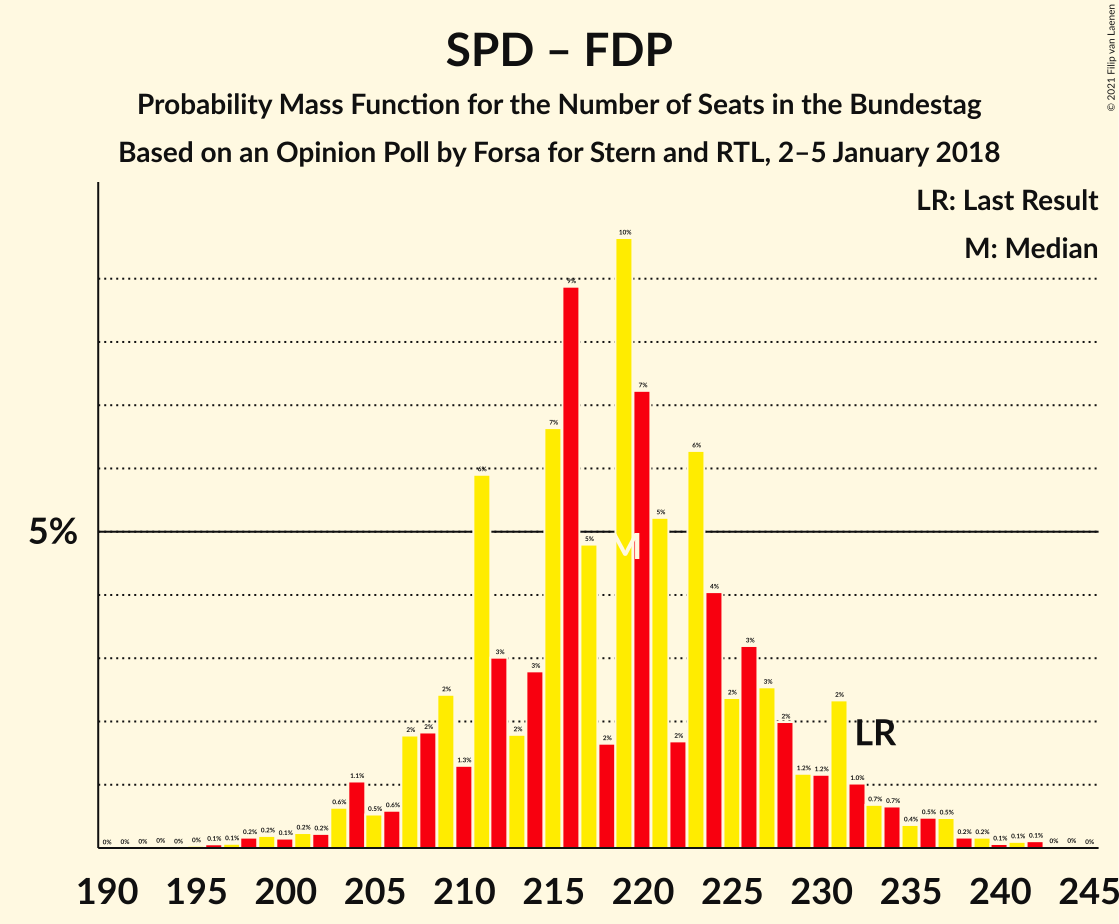 SPD – FDP
Probability Mass Function for the Number of Seats in the Bundestag
Based on an Opinion Poll by Forsa for Stern and RTL, 2–5 January 2018
© 2021 Filip van Laenen
LR: Last Result
M: Median
5%
0% 0% 0% 0% 0% 0% 0.1% 0.1% 0.2% 0.2% 0.1% 0.2% 0.2% 0.6% 1.1% 0.5% 0.6% 2% 2% 2% 1.3% 6% 3% 2% 3% 7% 9% 5% 2% 10% 7% 5% 2% 6% 4% 2% 3% 3% 2% 1.2% 1.2% 2% 1.0% 0.7% 0.7% 0.4% 0.5% 0.5% 0.2% 0.2% 0.1% 0.1% 0.1% 0% 0% 0%
M
LR
190 195 200 205 210 215 220 225 230 235 240 245